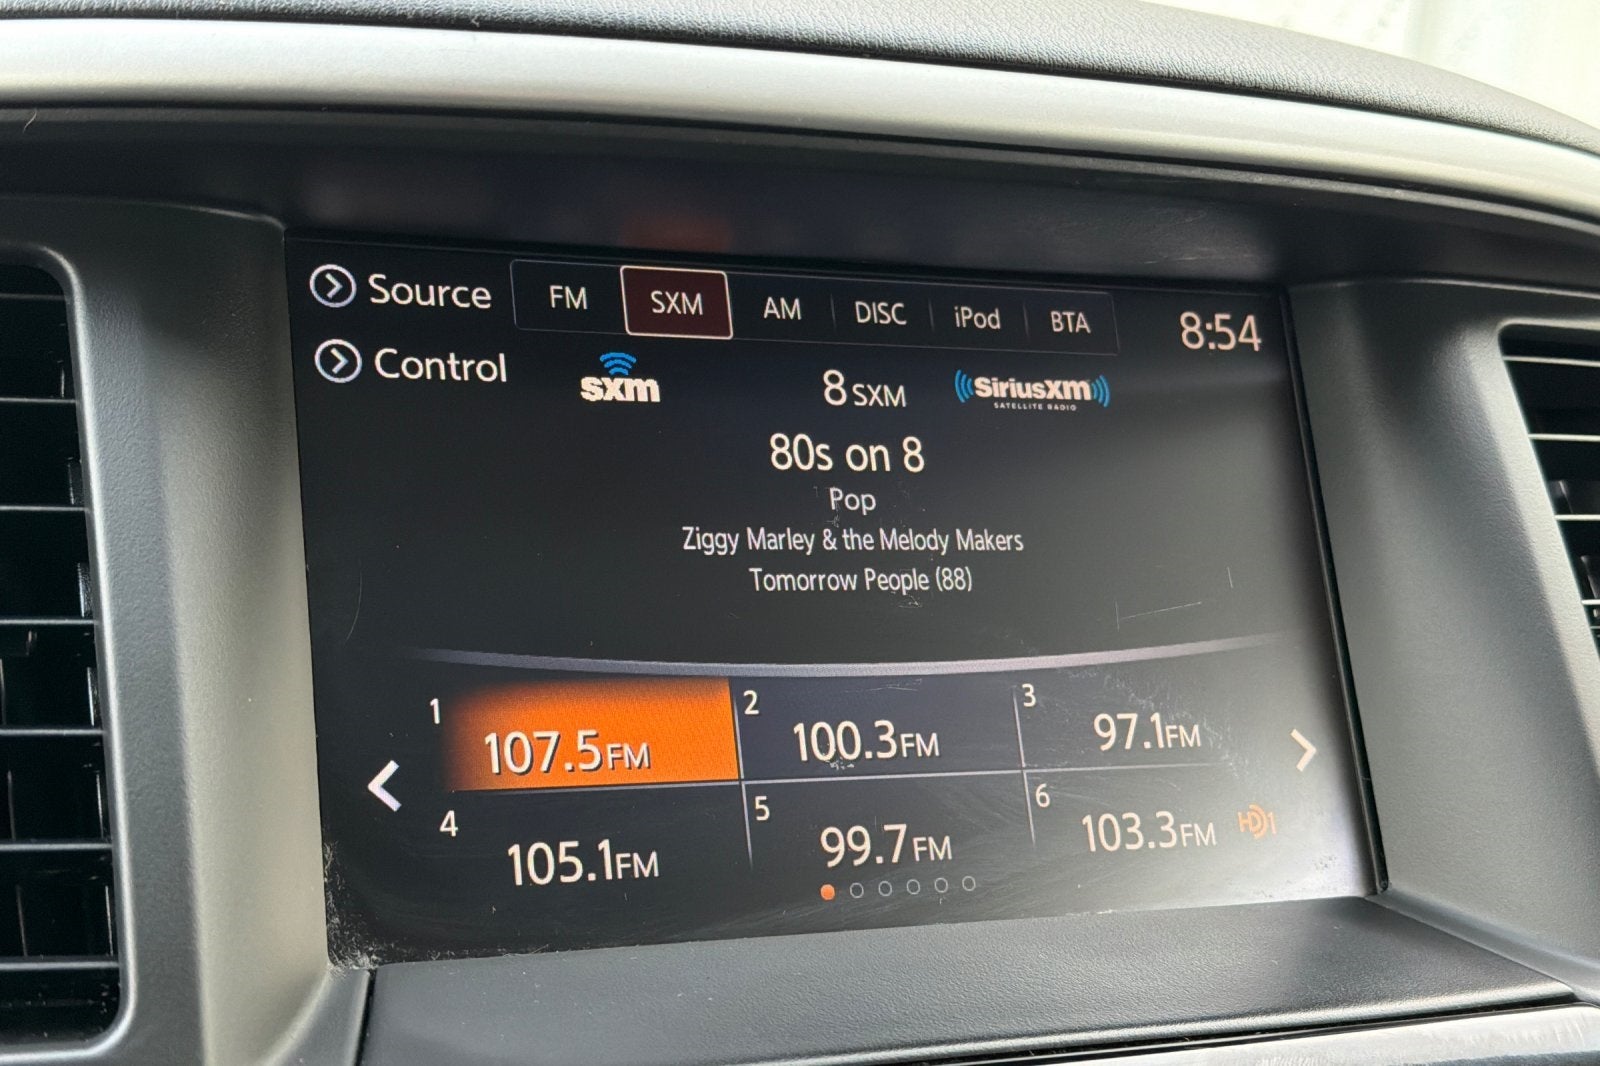 Source FM SXM AM DISC iPod BTA 8:54
Control sxm 8 SXM SiriusXM
SATELLITE RADIO
80s on 8
Pop
Ziggy Marley & the Melody Makers
Tomorrow People (88)
1 107.5FM 2 100.3FM 3 97.1FM
4 105.1FM 5 99.7FM 6 103.3FM HD1